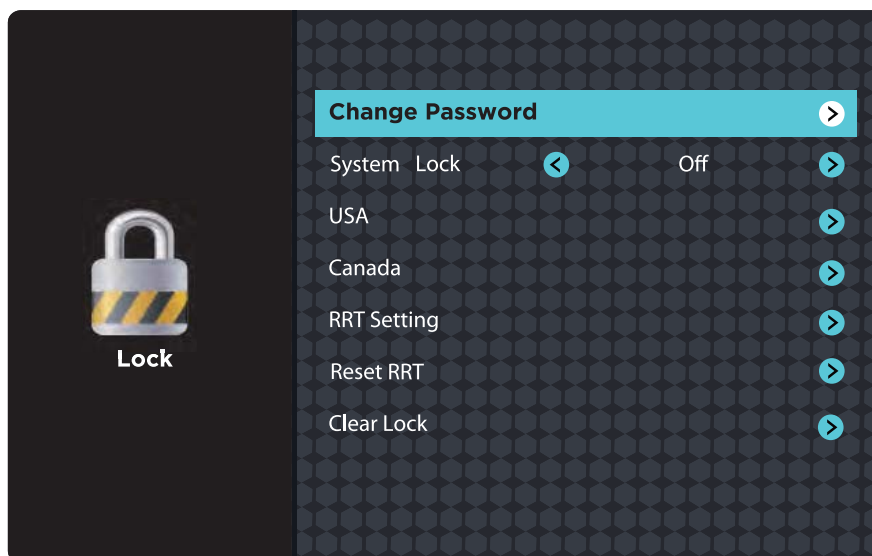 Lock
Change Password
System Lock Off
USA
Canada
RRT Setting
Reset RRT
Clear Lock